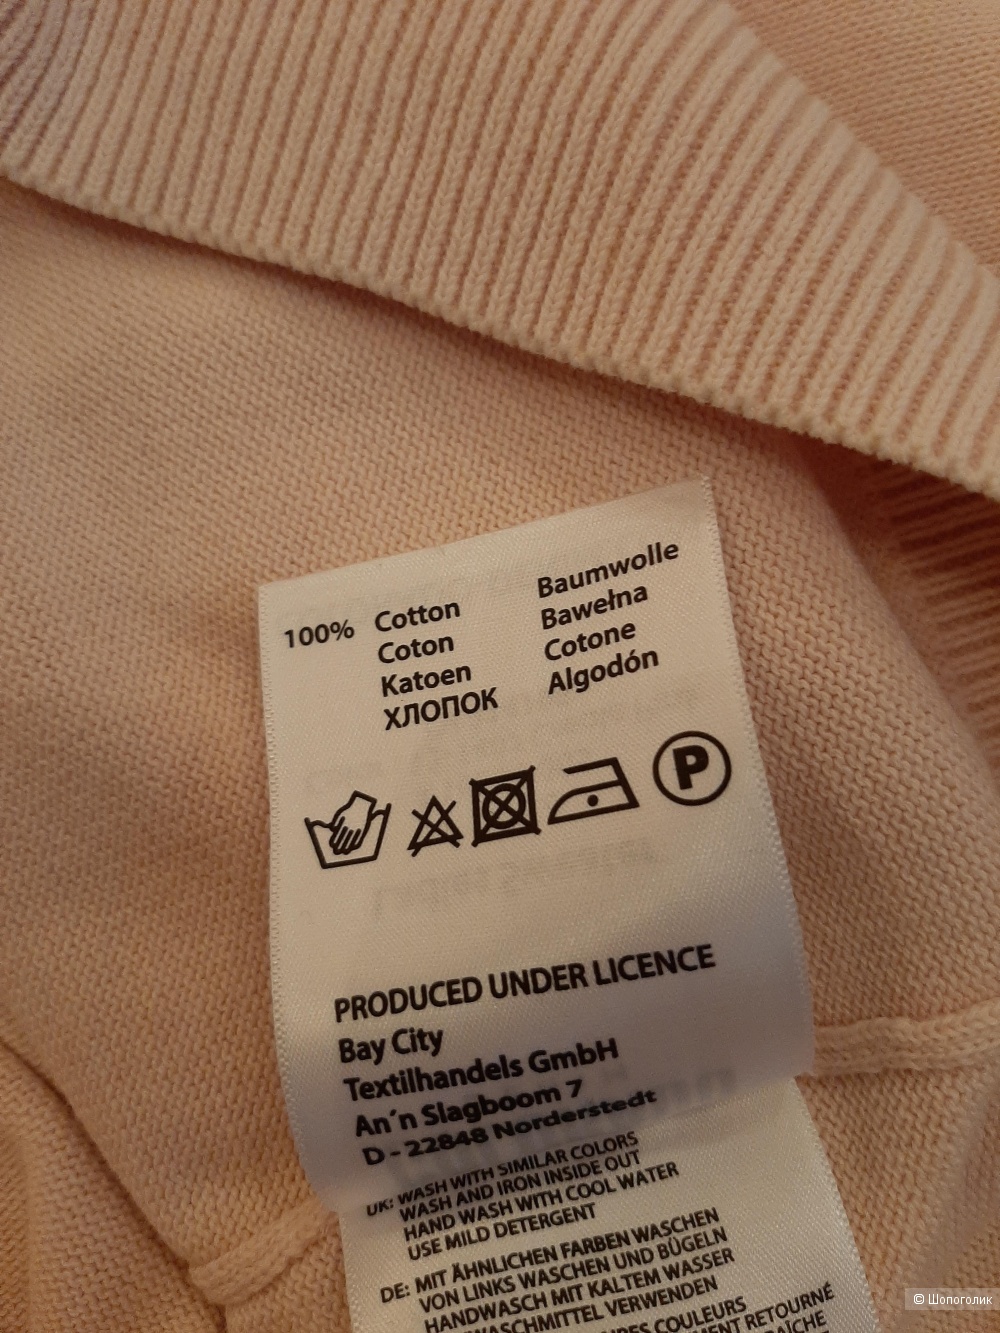 100% Cotton Baumwolle
Coton Bawełna
Katoen Cotone
ХЛОПОК Algodón
P
PRODUCED UNDER LICENCE
Bay City
Textilhandels GmbH
An´n Slagboom 7
D - 22848 Norderstedt
UK: WASH WITH SIMILAR COLORS
WASH AND IRON INSIDE OUT
HAND WASH WITH COOL WATER
USE MILD DETERGENT
DE: MIT ÄHNLICHEN FARBEN WASCHEN
VON LINKS WASCHEN UND BÜGELN
HANDWASCH MIT KALTEM WASSER
WASCHMITTEL VERWENDEN
COULEURS
RETOURNÉ
© Шопоголик